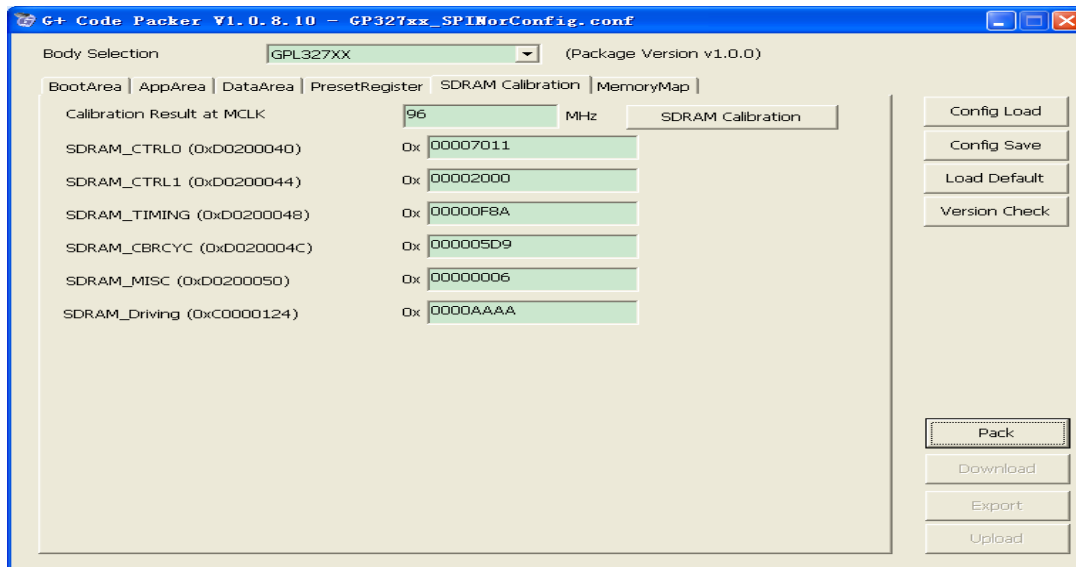 G+ Code Packer V1.0.8.10 - GP327xx_SPINorConfig.conf
Body Selection GPL327XX (Package Version v1.0.0)
BootArea AppArea DataArea PresetRegister SDRAM Calibration MemoryMap
Calibration Result at MCLK 96 MHz SDRAM Calibration
SDRAM_CTRL0 (0xD0200040) 0x 00007011
SDRAM_CTRL1 (0xD0200044) 0x 00002000
SDRAM_TIMING (0xD0200048) 0x 00000F8A
SDRAM_CBRCYC (0xD020004C) 0x 000005D9
SDRAM_MISC (0xD0200050) 0x 00000006
SDRAM_Driving (0xC0000124) 0x 0000AAAA
Config Load
Config Save
Load Default
Version Check
Pack
Download
Export
Upload